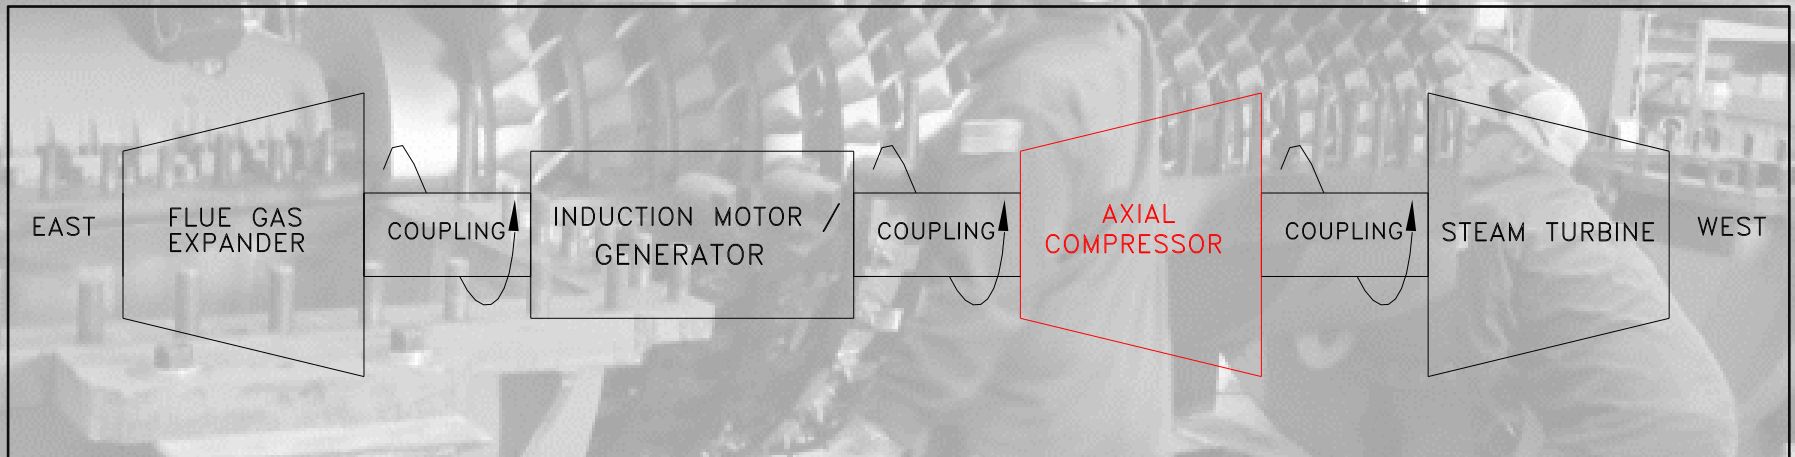 EAST
FLUE GAS
EXPANDER
COUPLING
INDUCTION MOTOR /
GENERATOR
COUPLING
AXIAL
COMPRESSOR
COUPLING
STEAM TURBINE
WEST